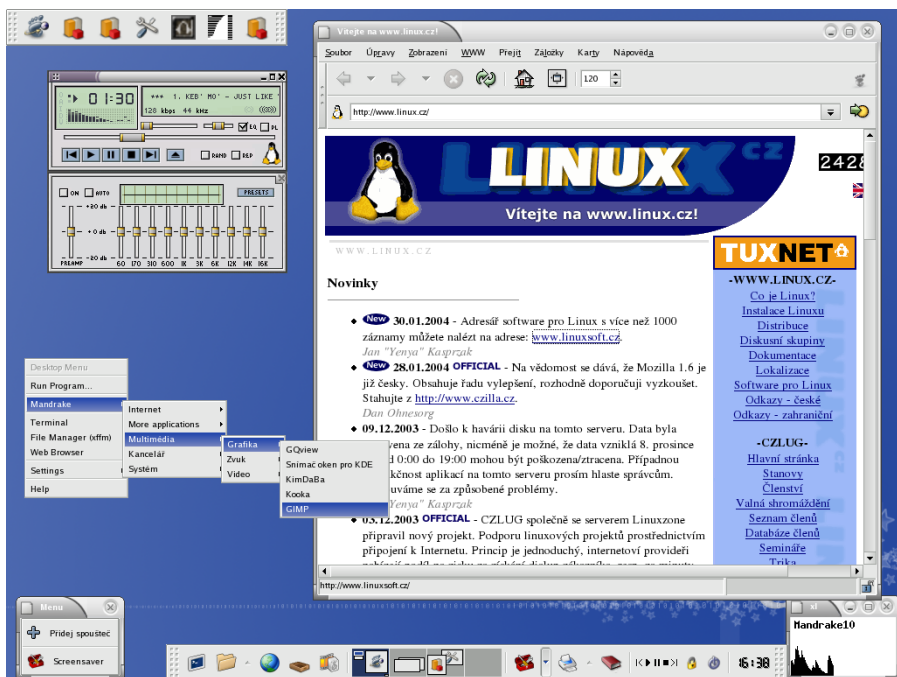 Vítejte na www.linux.cz!
Soubor Úpravy Zobrazení WWW Přejít Záložky Karty Nápověda
120
http://www.linux.cz/
01:30
*** 1. KEB' MO' - JUST LIKE
128 kbps 44 kHz
EQ PL
RAND REP
ON AUTO
PRESETS
+20 db
+0 db
-20 db
PREAMP 60 170 310 600 1K 3K 6K 12K 14K 16K
LINUX
CZ
2428
Vítejte na www.linux.cz!
WWW.LINUX.CZ
TUXNET
Novinky
New 30.01.2004 - Adresář software pro Linux s více než 1000
záznamy můžete nalézt na adrese: www.linuxsoft.cz.
Jan "Yenya" Kasprzak
New 28.01.2004 OFFICIAL - Na vědomost se dává, že Mozilla 1.6 je
již česky. Obsahuje řadu vylepšení, rozhodně doporučuji vyzkoušet.
Stahujte z http://www.czilla.cz.
Dan Ohnesorg
09.12.2003 - Došlo k havárii disku na tomto serveru. Data byla
ze zálohy, nicméně je možné, že data vzniklá 8. prosince
0:00 do 19:00 mohou být poškozena/ztracena. Případnou
aplikací na tomto serveru prosím hlaste správcům.
se za způsobené problémy.
"Yenya" Kasprzak
03.12.2003 OFFICIAL - CZLUG společně se serverem Linuxzone
připravil nový projekt. Podporu linuxových projektů prostřednictvím
připojení k Internetu. Princip je jednoduchý, internetoví provideři
-WWW.LINUX.CZ-
Co je Linux?
Instalace Linuxu
Distribuce
Diskusní skupiny
Dokumentace
Lokalizace
Software pro Linux
Odkazy - české
Odkazy - zahraniční
-CZLUG-
Hlavní stránka
Stanovy
Členství
Valná shromáždění
Seznam členů
Databáze členů
Semináře
Trika
http://www.linuxsoft.cz/
Desktop Menu
Run Program...
Mandrake
Terminal
File Manager (xffm)
Web Browser
Settings
Help
Internet
More applications
Multimédia
Kancelář
Systém
Grafika
Zvuk
Video
GQview
Snímač oken pro KDE
KimDaBa
Kooka
GIMP
Menu
Přidej spouštěč
Screensaver
16:38
xl
Mandrake10